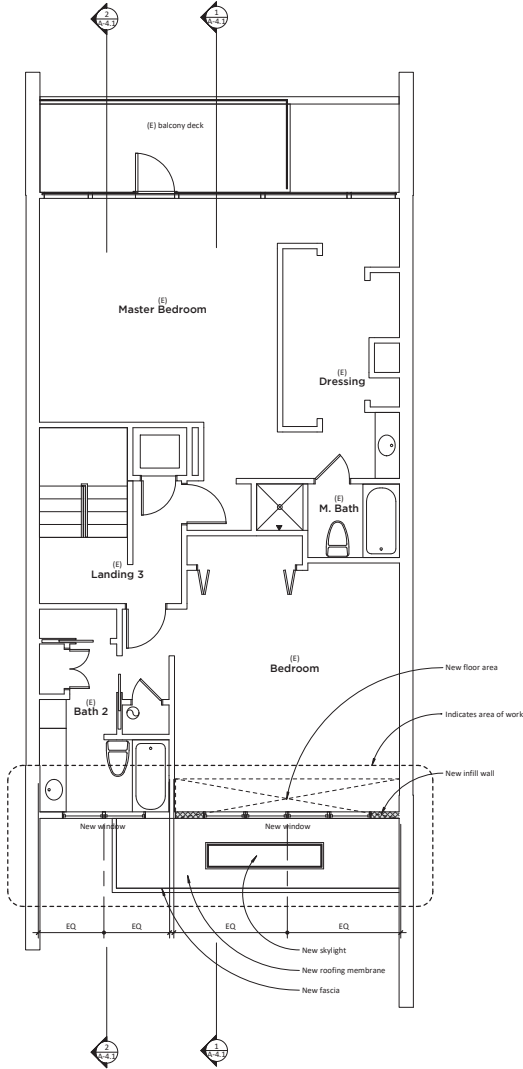 2
A-4.1
1
A-4.1
(E) balcony deck
(E)
Master Bedroom
(E)
Dressing
(E)
M. Bath
(E)
Landing 3
(E)
Bedroom
New floor area
(E)
Bath 2
Indicates area of work
New infill wall
New window
New window
EQ
EQ
EQ
EQ
New skylight
New roofing membrane
New fascia
2
A-4.1
1
A-4.1